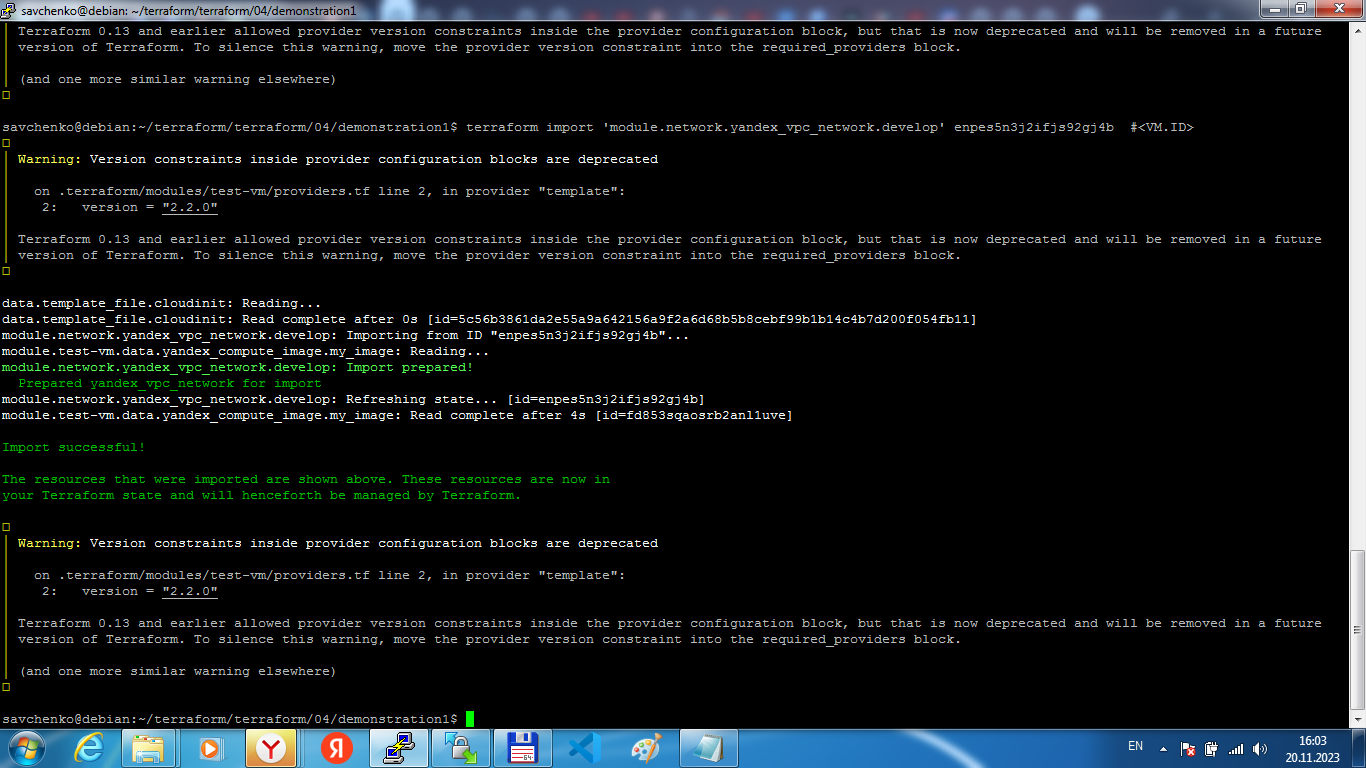 savchenko@debian: ~/terraform/terraform/04/demonstration1
Terraform 0.13 and earlier allowed provider version constraints inside the provider configuration block, but that is now deprecated and will be removed in a future
version of Terraform. To silence this warning, move the provider version constraint into the required_providers block.
(and one more similar warning elsewhere)
savchenko@debian:~/terraform/terraform/04/demonstration1$ terraform import 'module.network.yandex_vpc_network.develop' enpes5n3j2ifjs92gj4b  #<VM.ID>
Warning: Version constraints inside provider configuration blocks are deprecated
on .terraform/modules/test-vm/providers.tf line 2, in provider "template":
2:   version = "2.2.0"
Terraform 0.13 and earlier allowed provider version constraints inside the provider configuration block, but that is now deprecated and will be removed in a future
version of Terraform. To silence this warning, move the provider version constraint into the required_providers block.
data.template_file.cloudinit: Reading...
data.template_file.cloudinit: Read complete after 0s [id=5c56b3861da2e55a9a642156a9f2a6d68b5b8cebf99b1b14c4b7d200f054fb11]
module.network.yandex_vpc_network.develop: Importing from ID "enpes5n3j2ifjs92gj4b"...
module.test-vm.data.yandex_compute_image.my_image: Reading...
module.network.yandex_vpc_network.develop: Import prepared!
Prepared yandex_vpc_network for import
module.network.yandex_vpc_network.develop: Refreshing state... [id=enpes5n3j2ifjs92gj4b]
module.test-vm.data.yandex_compute_image.my_image: Read complete after 4s [id=fd853sqaosrb2anl1uve]
Import successful!
The resources that were imported are shown above. These resources are now in
your Terraform state and will henceforth be managed by Terraform.
Warning: Version constraints inside provider configuration blocks are deprecated
on .terraform/modules/test-vm/providers.tf line 2, in provider "template":
2:   version = "2.2.0"
Terraform 0.13 and earlier allowed provider version constraints inside the provider configuration block, but that is now deprecated and will be removed in a future
version of Terraform. To silence this warning, move the provider version constraint into the required_providers block.
(and one more similar warning elsewhere)
savchenko@debian:~/terraform/terraform/04/demonstration1$
Y
Я
64
EN
16:03
20.11.2023